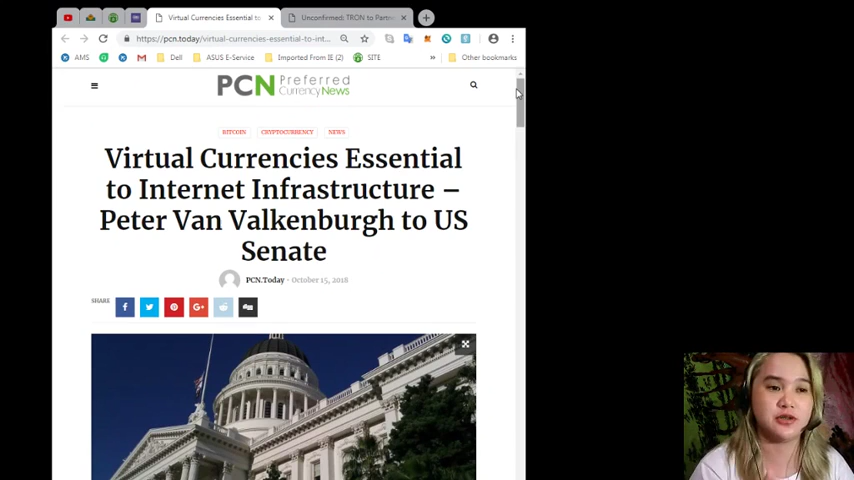 Virtual Currencies Essential to
Unconfirmed: TRON to Partn
https://pcn.today/virtual-currencies-essential-to-int...
AMS
Dell
ASUS E-Service
Imported From IE (2)
SITE
Other bookmarks
PCN Preferred
CurrencyNews
BITCOIN
CRYPTOCURRENCY
NEWS
Virtual Currencies Essential
to Internet Infrastructure –
Peter Van Valkenburgh to US
Senate
PCN.Today - October 15, 2018
SHARE